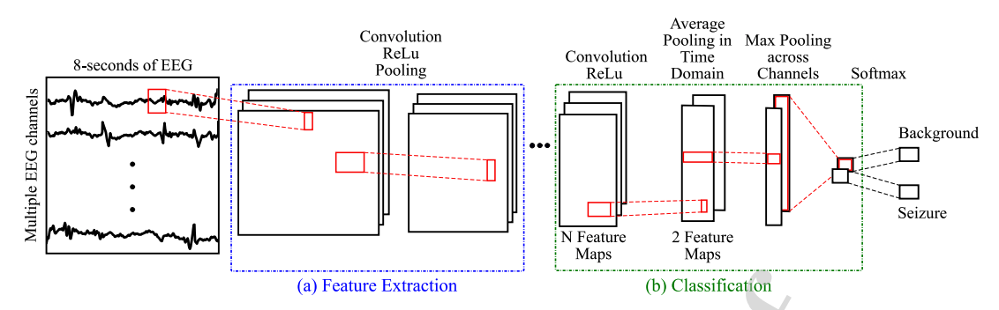 8-seconds of EEG
Multiple EEG channels
Convolution
ReLu
Pooling
(a) Feature Extraction
Convolution
ReLu
Average
Pooling in
Time
Domain
Max Pooling
across
Channels
Softmax
N Feature
Maps
2 Feature
Maps
Background
Seizure
(b) Classification